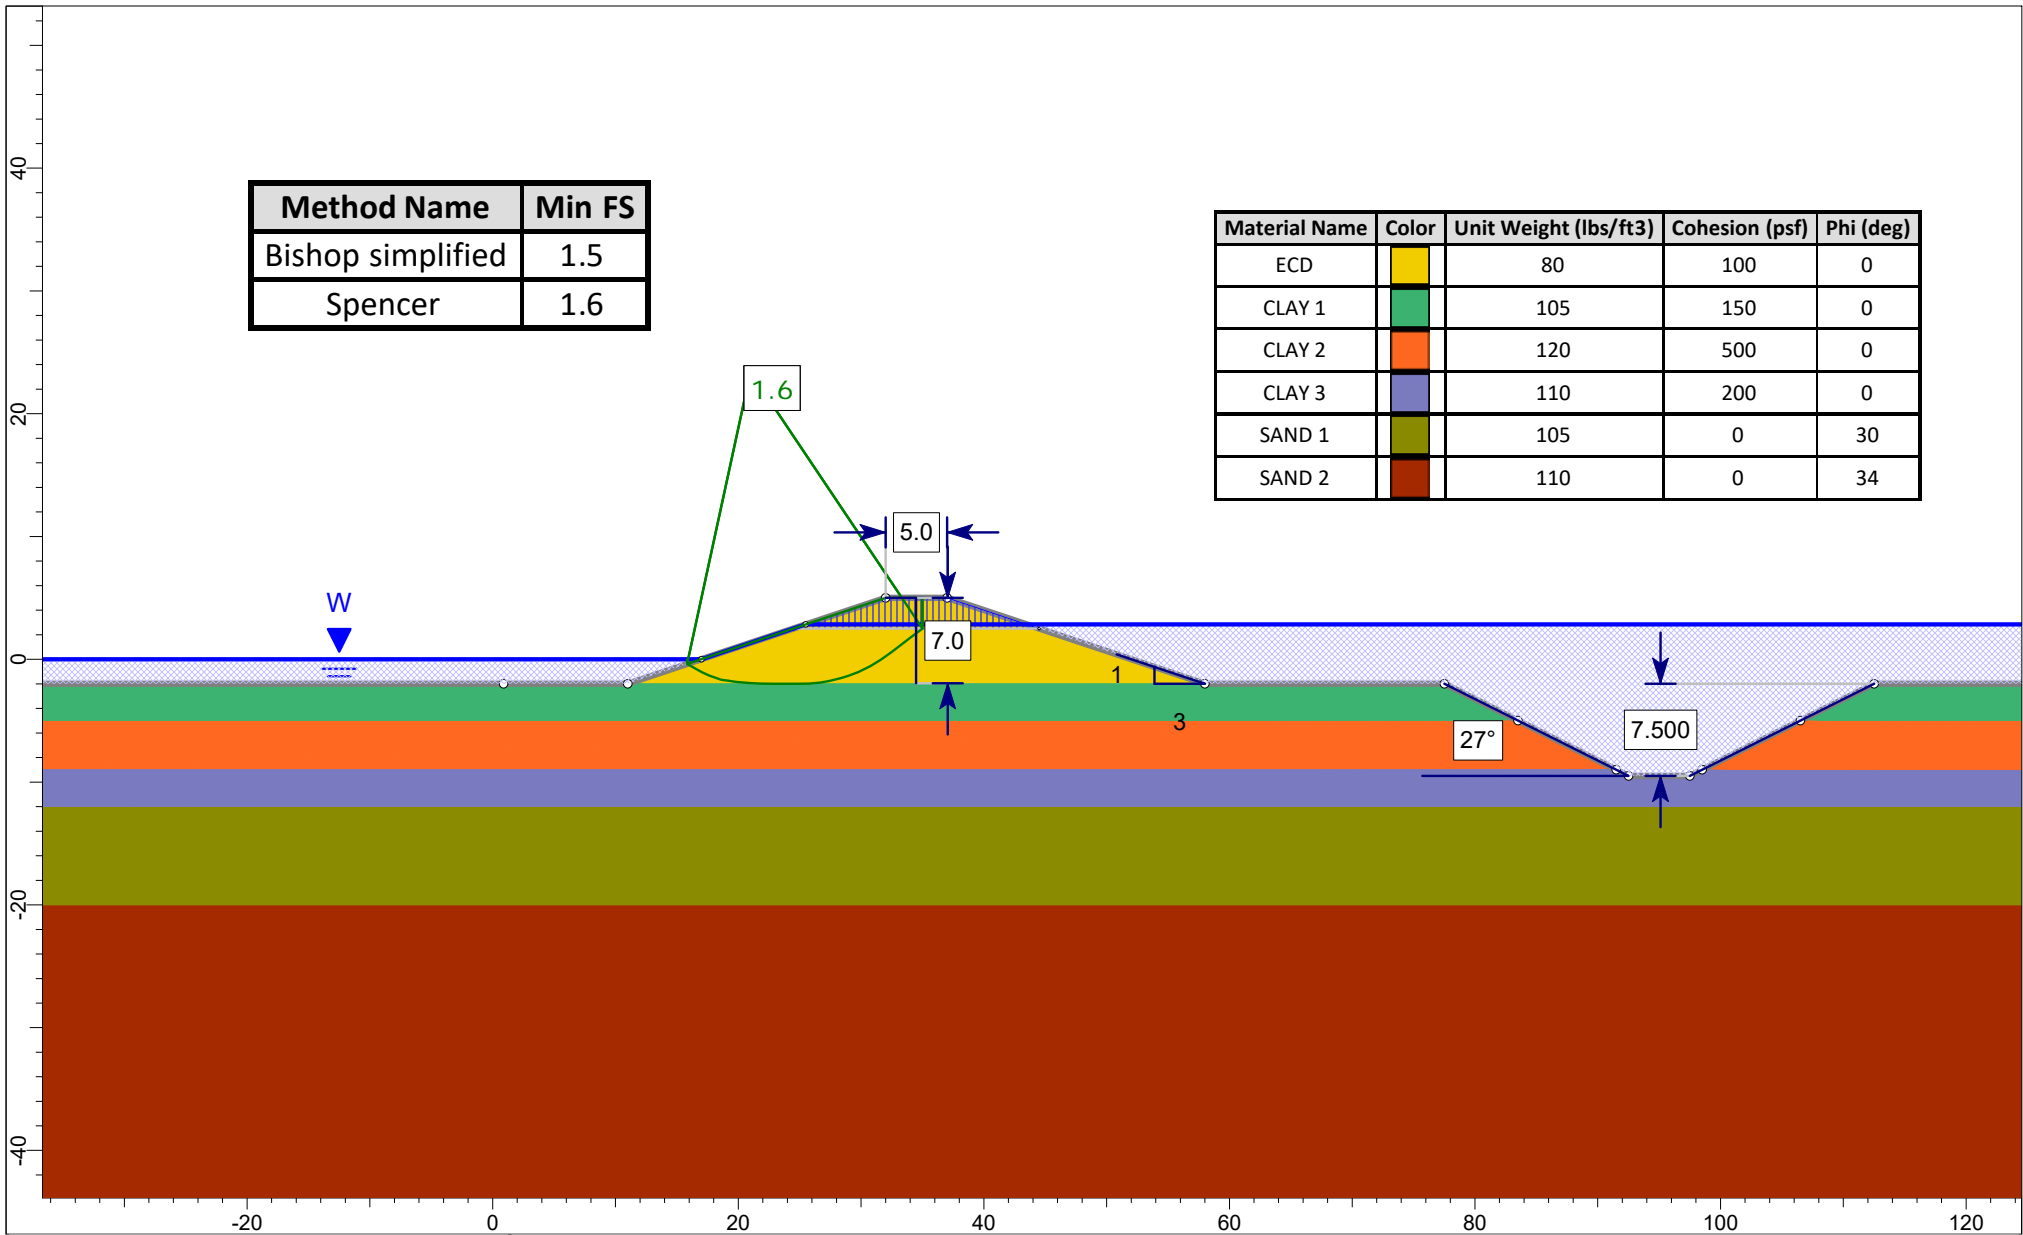 40
20
0
-20
-40
Method Name Min FS
Bishop simplified 1.5
Spencer 1.6
Material Name Color Unit Weight (lbs/ft3) Cohesion (psf) Phi (deg)
ECD 80 100 0
CLAY 1 105 150 0
CLAY 2 120 500 0
CLAY 3 110 200 0
SAND 1 105 0 30
SAND 2 110 0 34
1.6
5.0
W
7.0
1
3
27°
7.500
-20 0 20 40 60 80 100 120